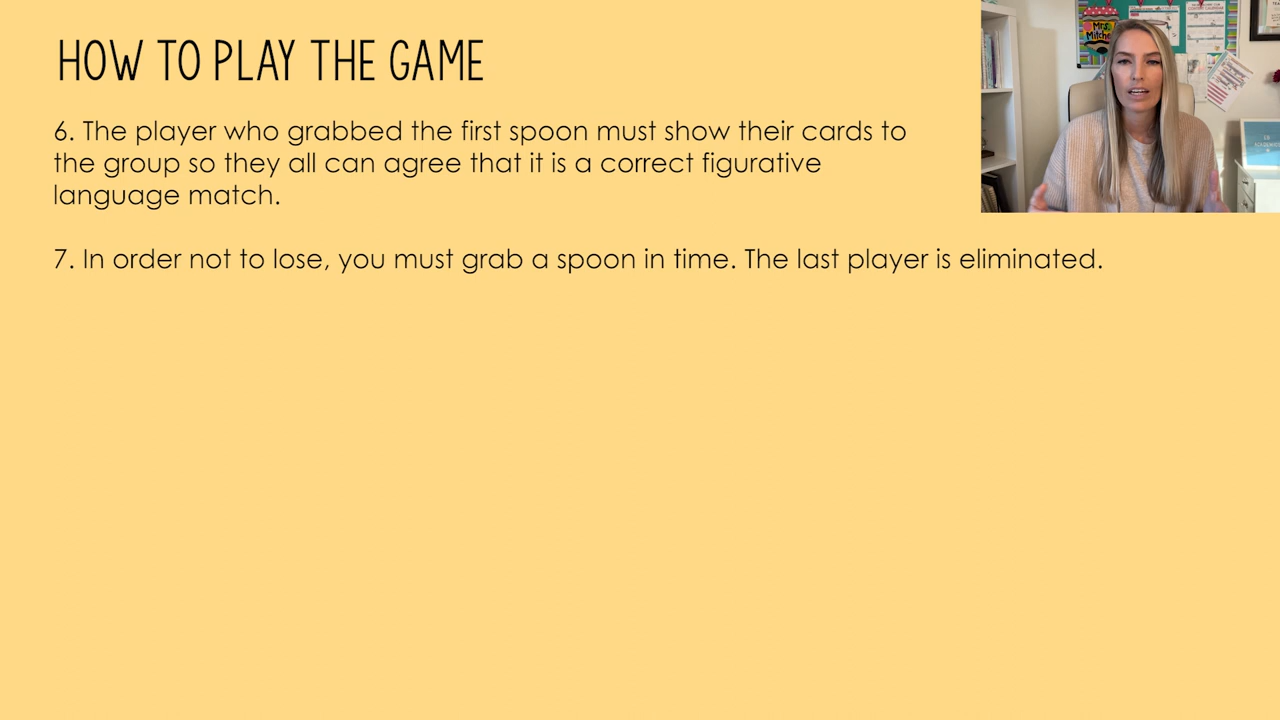 HOW TO PLAY THE GAME
6. The player who grabbed the first spoon must show their cards to
the group so they all can agree that it is a correct figurative
language match.
7. In order not to lose, you must grab a spoon in time. The last player is eliminated.
Mrs.